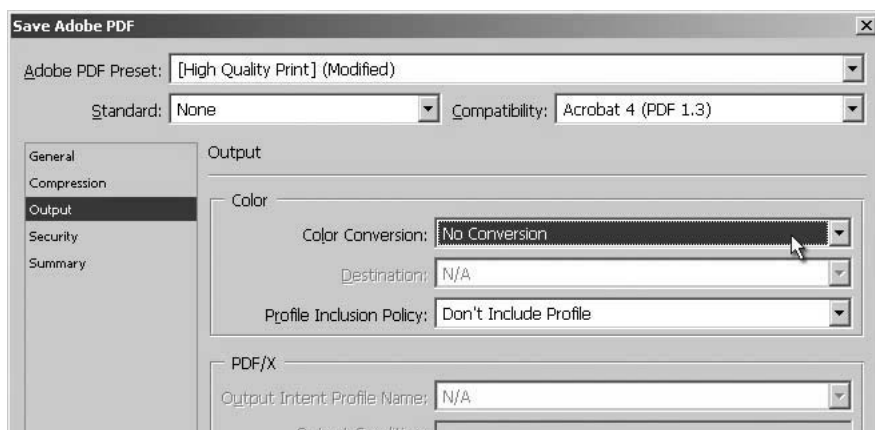 Save Adobe PDF
Adobe PDF Preset: [High Quality Print] (Modified)
Standard: None Compatibility: Acrobat 4 (PDF 1.3)
General
Compression
Output
Security
Summary
Output
Color
Color Conversion: No Conversion
Destination: N/A
Profile Inclusion Policy: Don't Include Profile
PDF/X
Output Intent Profile Name: N/A